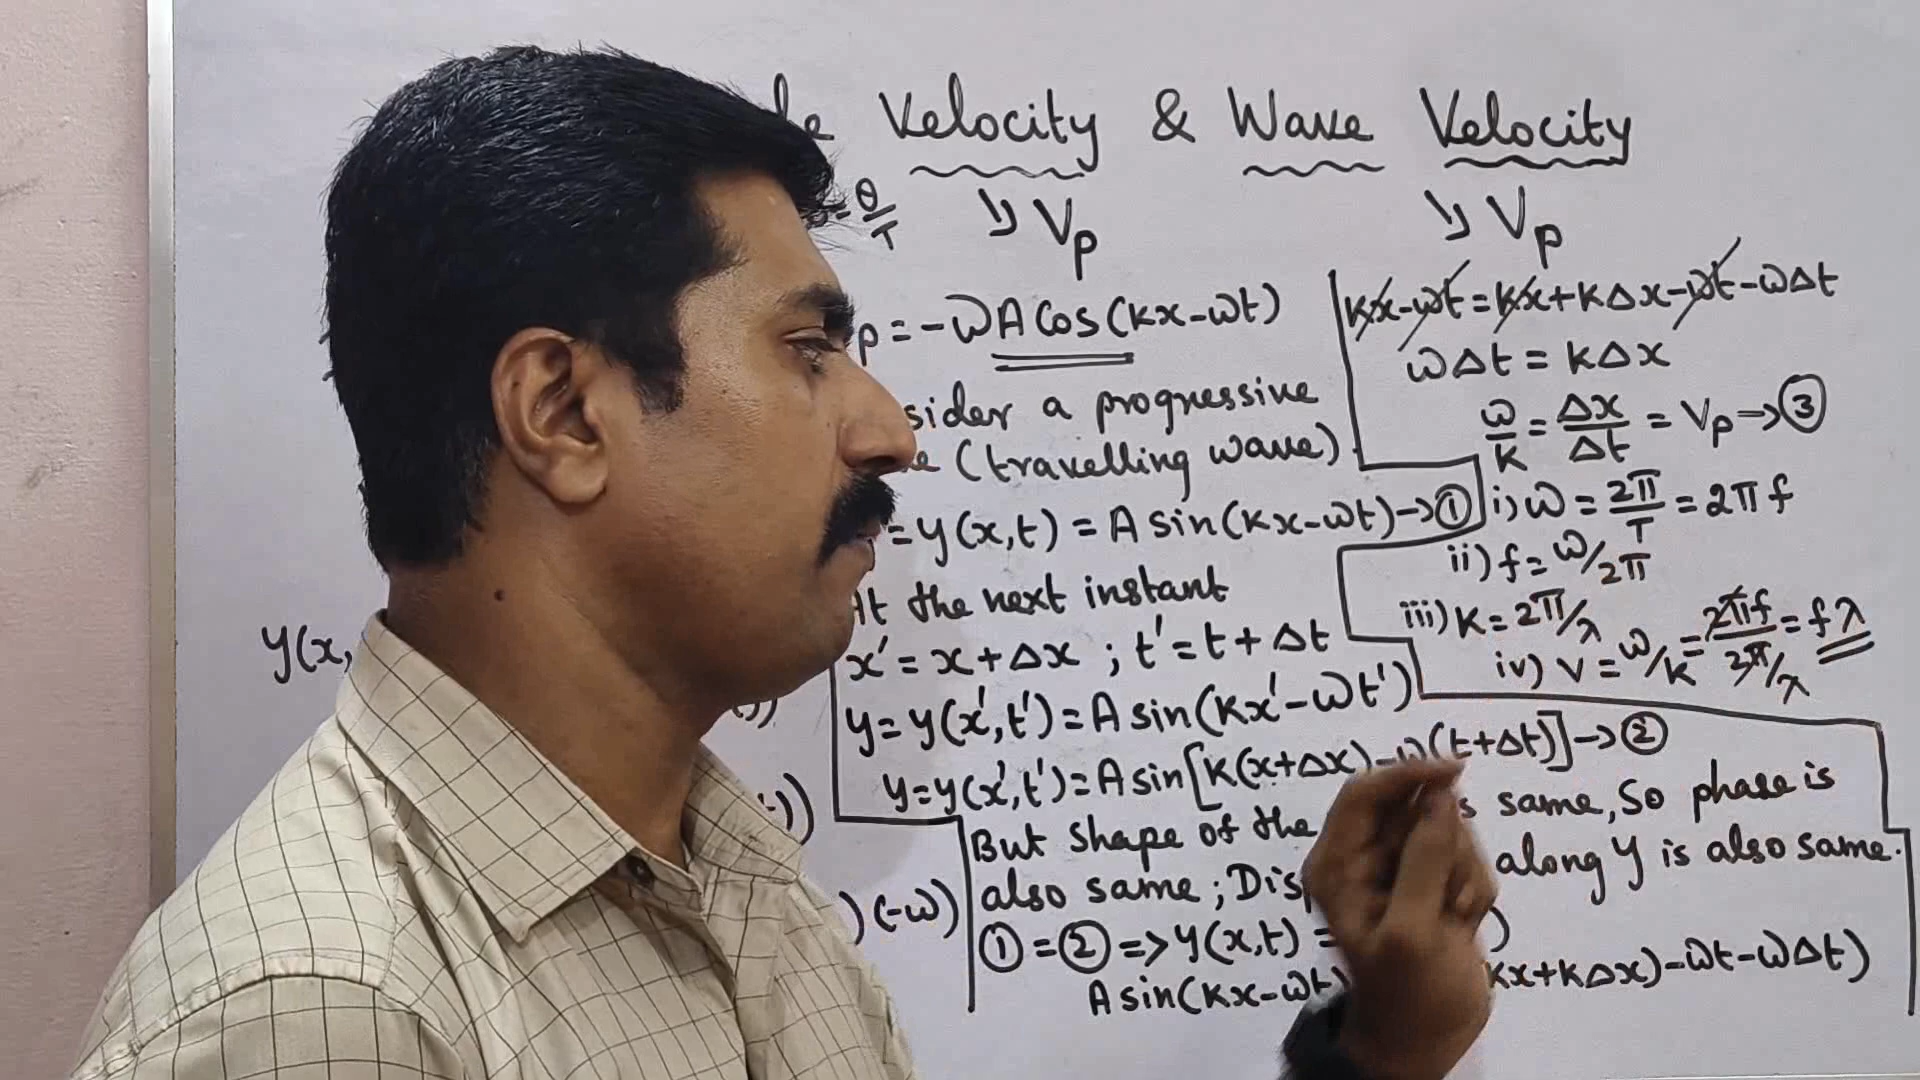 Velocity & Wave Velocity
θ/T ⇘ Vp ⇘ Vp
p = -ωA cos(kx-ωt)
sider a progressive
(travelling wave).
= y(x,t) = A sin(kx-ωt) → ①
At the next instant
x' = x + Δx ; t' = t + Δt
y = y(x',t') = A sin(kx'-ωt')
y = y(x',t') = A sin[k(x+Δx)-ω(t+Δt)] → ②
But shape of the s same, So phase is
also same ; Disp along y is also same.
① = ② => y(x,t) = )
A sin(kx-ωt) kx+kΔx)-ωt-ωΔt)
kx-ωt = kx+kΔx-ωt-ωΔt
ωΔt = kΔx
ω/k = Δx/Δt = Vp → ③
i) ω = 2π/T = 2πf
ii) f = ω/2π
iii) k = 2π/λ
iv) v = ω/k = 2πf/2π/λ = fλ
y(x,
t))
t))
)(-ω)